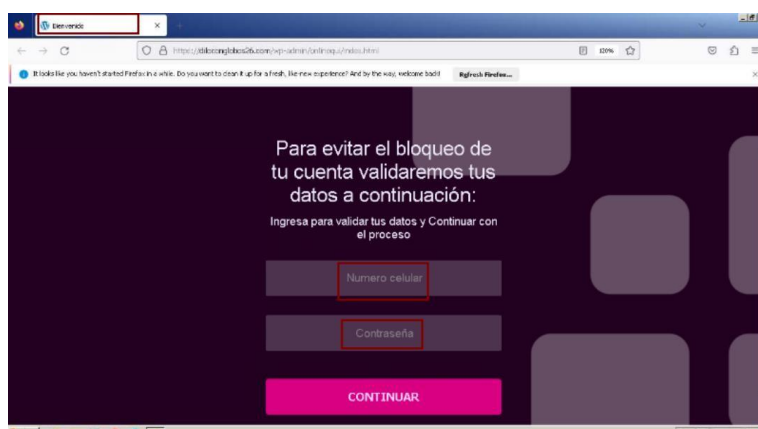 Bienvenido
120%
It looks like you haven't started Firefox in a while. Do you want to clean it up for a fresh, like-new experience? And by the way, welcome back!
Refresh Firefox...
Para evitar el bloqueo de
tu cuenta validaremos tus
datos a continuación:
Ingresa para validar tus datos y Continuar con
el proceso
Numero celular
Contraseña
CONTINUAR